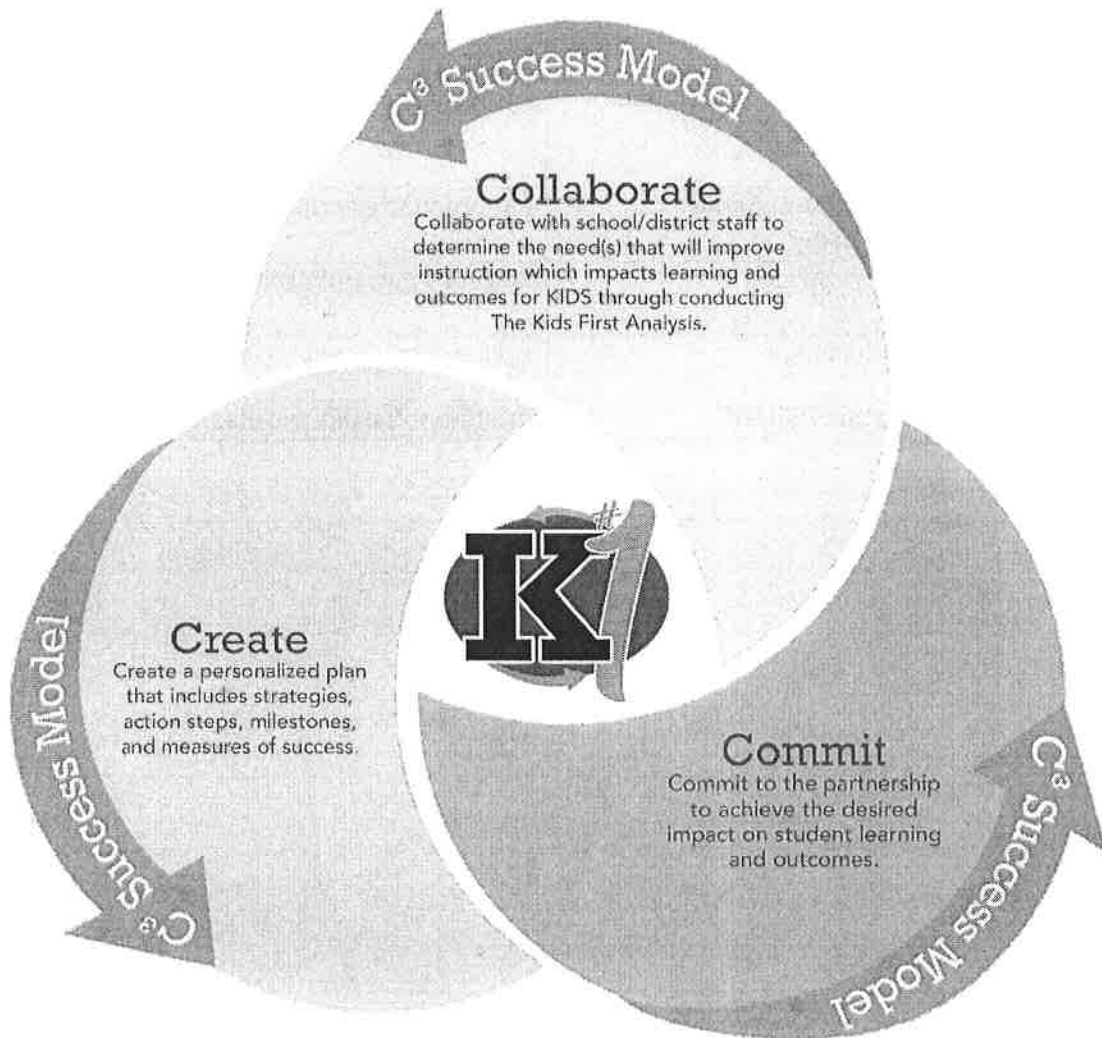 C³ Success Model
Collaborate
Collaborate with school/district staff to
determine the need(s) that will improve
instruction which impacts learning and
outcomes for KIDS through conducting
The Kids First Analysis.
K#1
Create
Create a personalized plan
that includes strategies,
action steps, milestones,
and measures of success.
C³ Success Model
Commit
Commit to the partnership
to achieve the desired
impact on student learning
and outcomes.
C³ Success Model